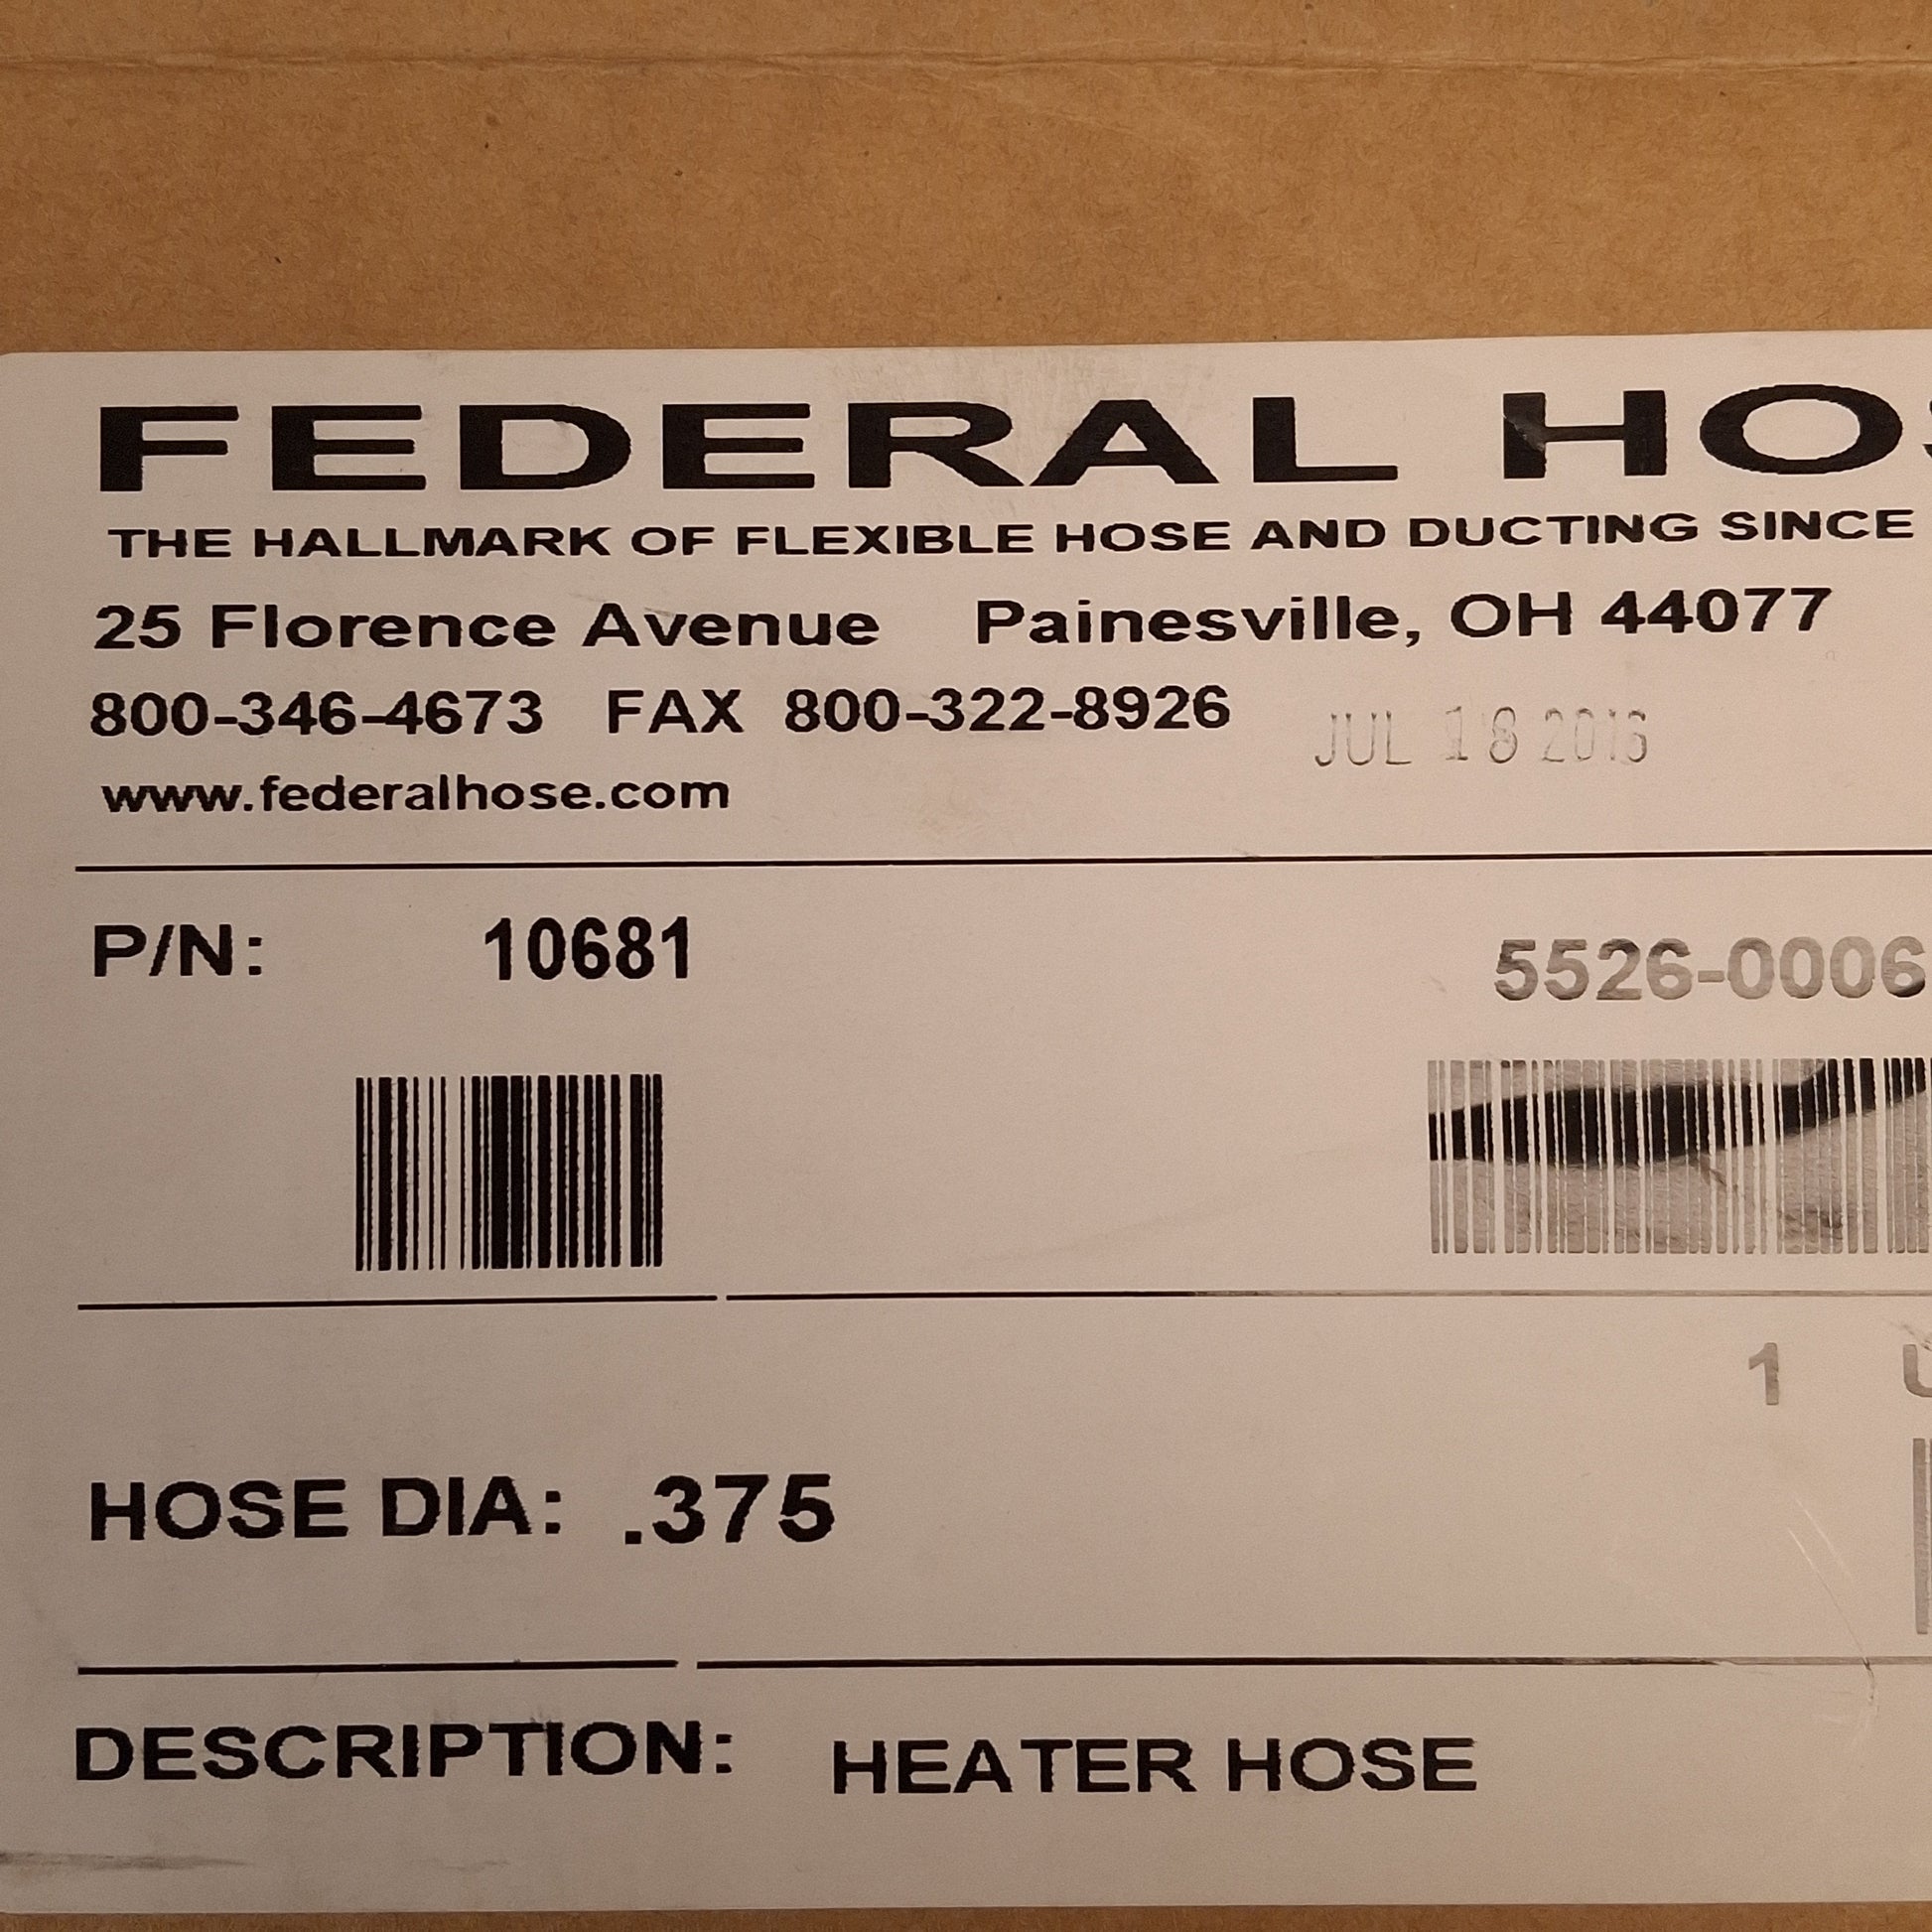 FEDERAL HOS
THE HALLMARK OF FLEXIBLE HOSE AND DUCTING SINCE
25 Florence Avenue Painesville, OH 44077
800-346-4673 FAX 800-322-8926
JUL 18 2016
www.federalhose.com
P/N: 10681 5526-0006
1
HOSE DIA: .375
DESCRIPTION: HEATER HOSE